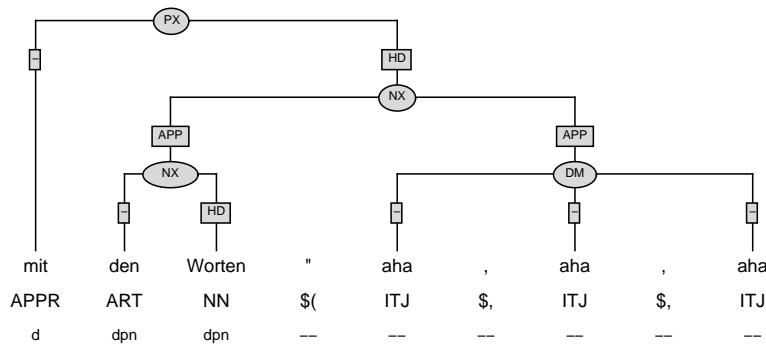 PX
– HD
NX
APP APP
NX DM
– HD – – –
mit den Worten " aha , aha , aha
APPR ART NN $( ITJ $, ITJ $, ITJ
d dpn dpn –– –– –– –– –– ––